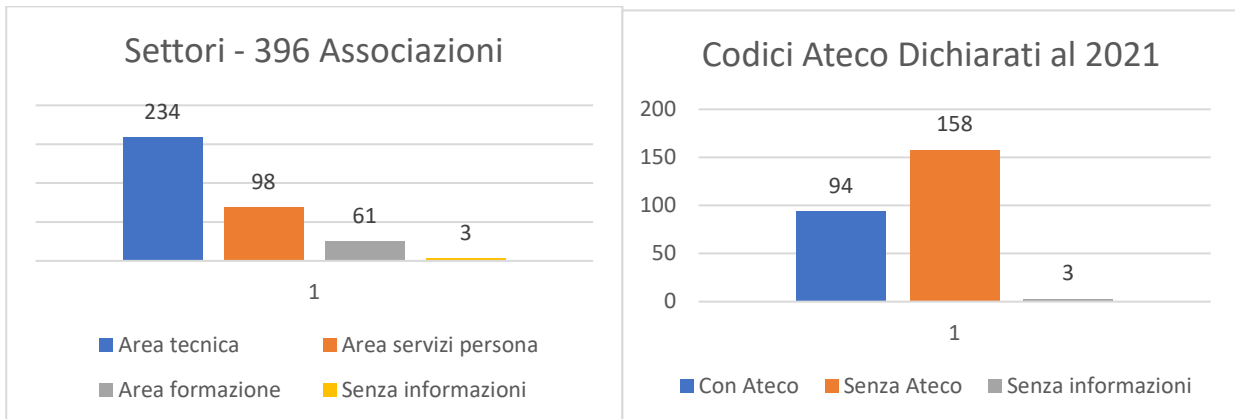 Settori - 396 Associazioni
234
98
61
3
1
Area tecnica
Area servizi persona
Area formazione
Senza informazioni
Codici Ateco Dichiarati al 2021
200
150
100
50
0
94
158
3
1
Con Ateco
Senza Ateco
Senza informazioni